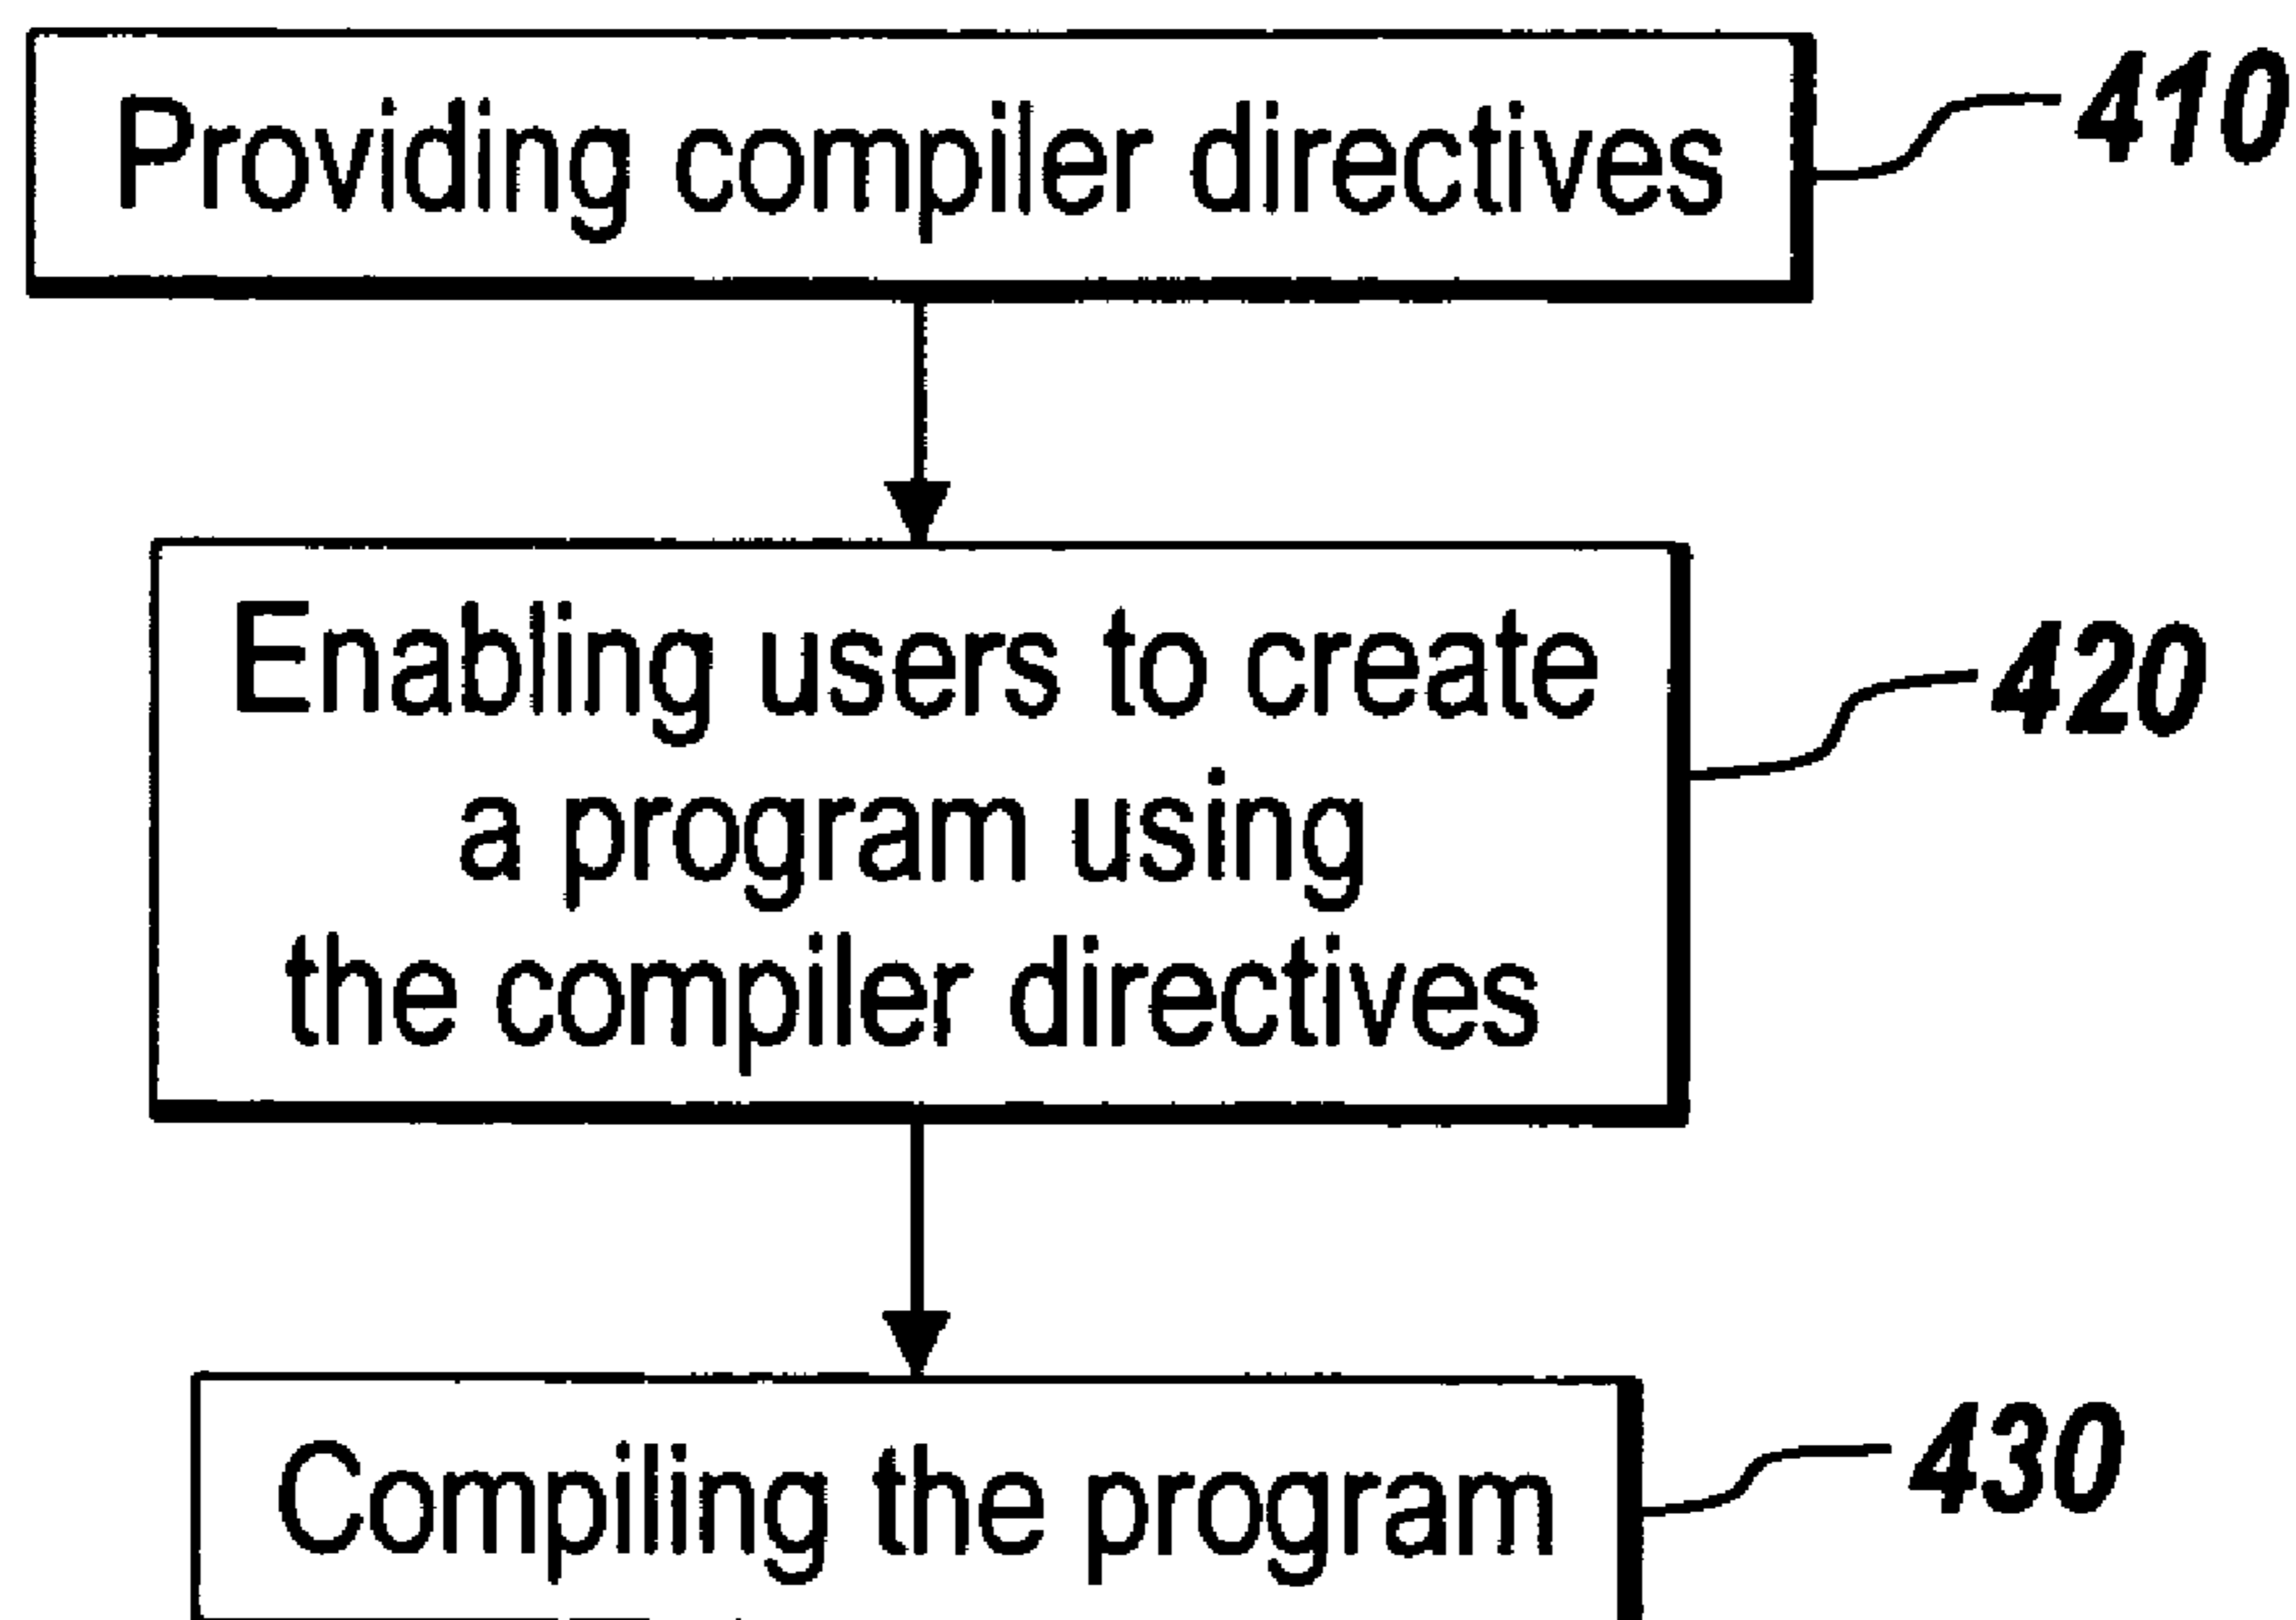 Providing compiler directives
410
Enabling users to create
a program using
the compiler directives
420
Compiling the program
430